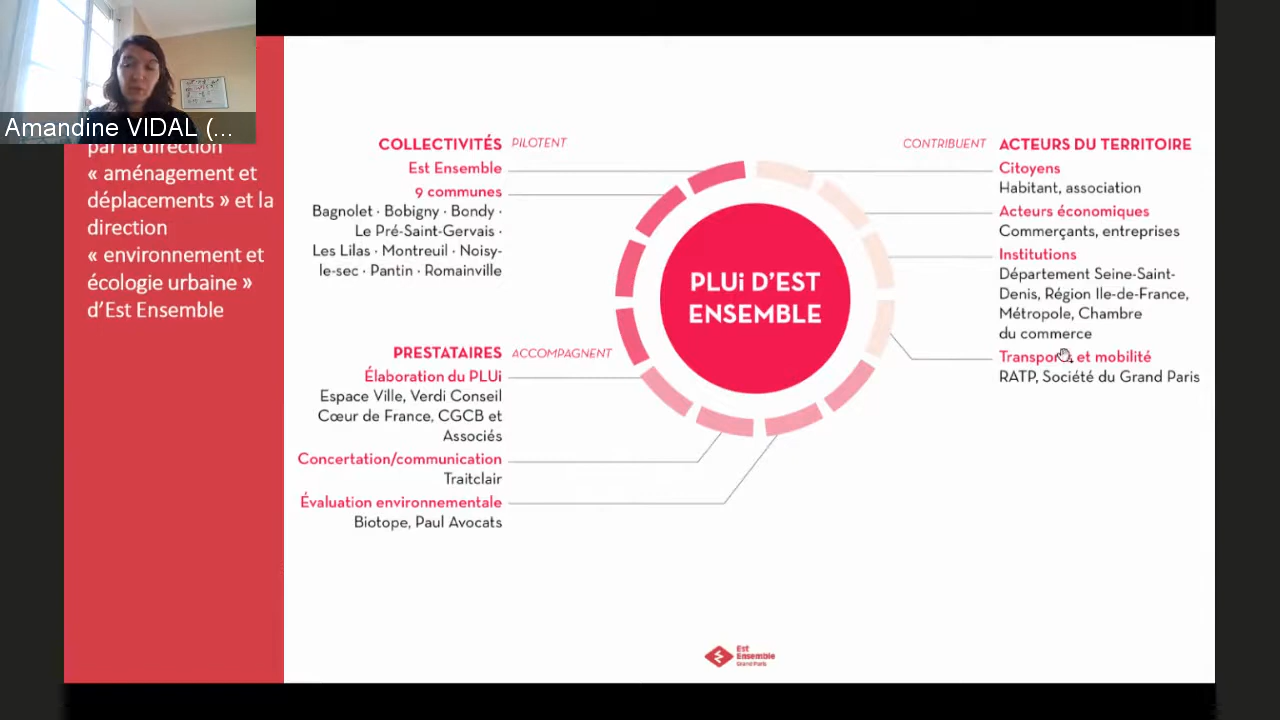 Amandine VIDAL (...
par la direction
« aménagement et
déplacements » et la
direction
« environnement et
écologie urbaine »
d'Est Ensemble
COLLECTIVITÉS PILOTENT
Est Ensemble
9 communes
Bagnolet · Bobigny · Bondy ·
Le Pré-Saint-Gervais ·
Les Lilas · Montreuil · Noisy-
le-sec · Pantin · Romainville
PRESTATAIRES ACCOMPAGNENT
Élaboration du PLUi
Espace Ville, Verdi Conseil
Cœur de France, CGCB et
Associés
Concertation/communication
Traitclair
Évaluation environnementale
Biotope, Paul Avocats
PLUi D'EST
ENSEMBLE
CONTRIBUENT ACTEURS DU TERRITOIRE
Citoyens
Habitant, association
Acteurs économiques
Commerçants, entreprises
Institutions
Département Seine-Saint-
Denis, Région Ile-de-France,
Métropole, Chambre
du commerce
Transports et mobilité
RATP, Société du Grand Paris
Est
Ensemble
Grand Paris